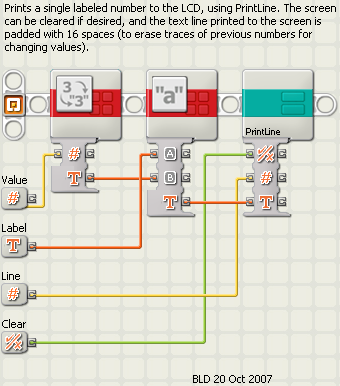 Prints a single labeled number to the LCD, using PrintLine. The screen
can be cleared if desired, and the text line printed to the screen is
padded with 16 spaces (to erase traces of previous numbers for
changing values).
3
"3"
"a"
PrintLine
#
A
T
B
T
#
T
Value
#
Label
T
Line
#
Clear
BLD 20 Oct 2007